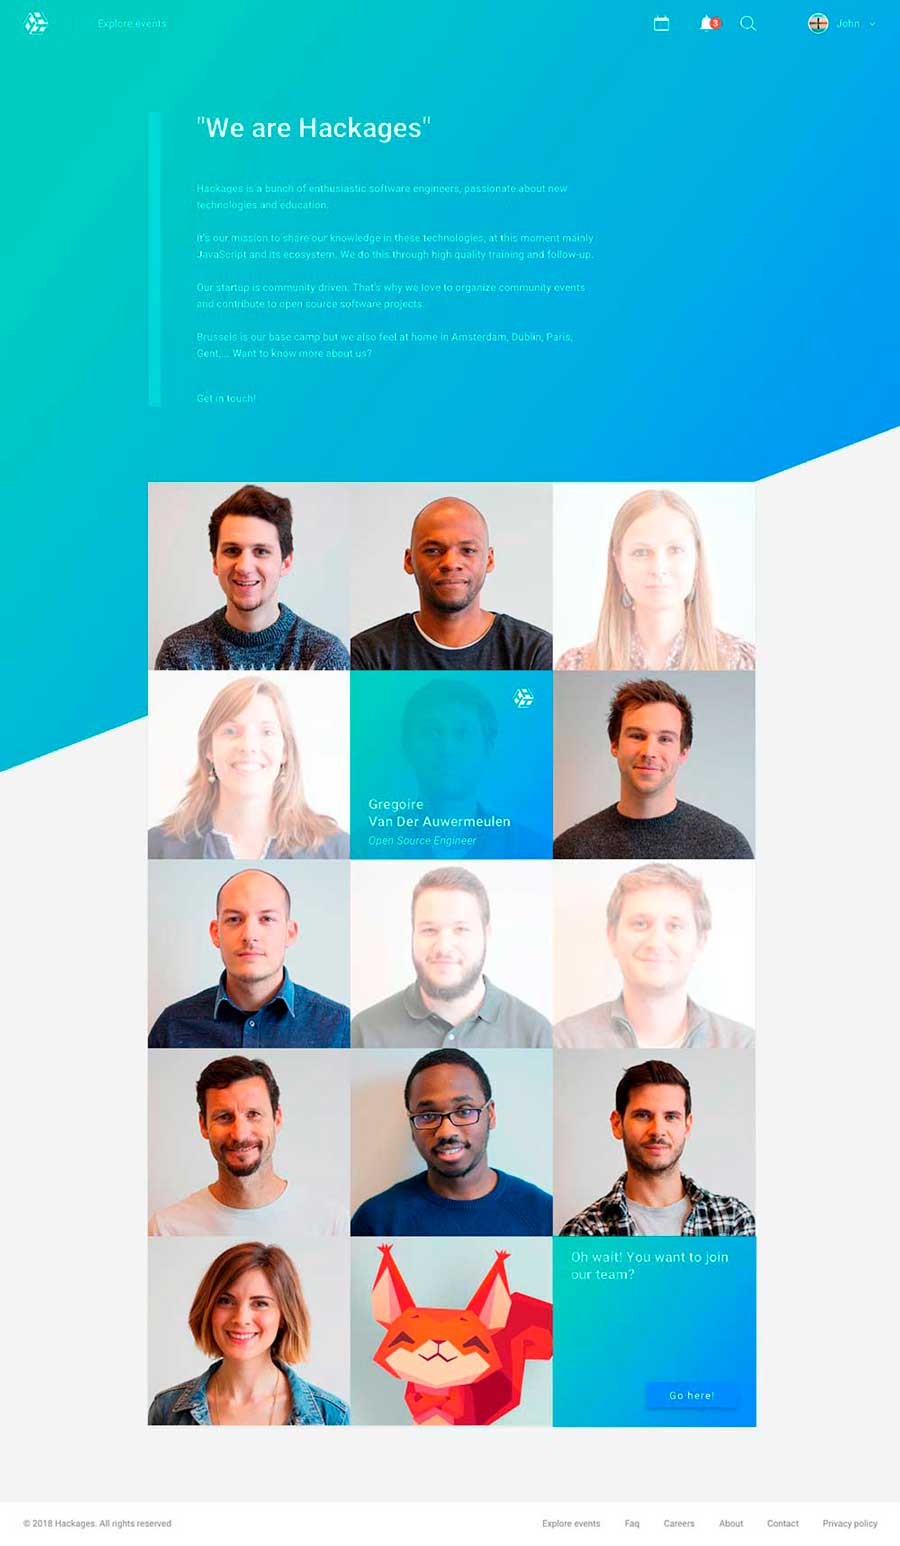 Explore events
3
John
"We are Hackages"
Hackages is a bunch of enthusiastic software engineers, passionate about new
technologies and education.
It's our mission to share our knowledge in these technologies, at this moment mainly
JavaScript and its ecosystem. We do this through high quality training and follow-up.
Our startup is community driven. That's why we love to organize community events
and contribute to open source software projects.
Brussels is our base camp but we also feel at home in Amsterdam, Dublin, Paris,
Gent,... Want to know more about us?
Get in touch!
Gregoire
Van Der Auwermeulen
Open Source Engineer
Oh wait! You want to join
our team?
Go here!
© 2018 Hackages. All rights reserved
Explore events Faq Careers About Contact Privacy policy